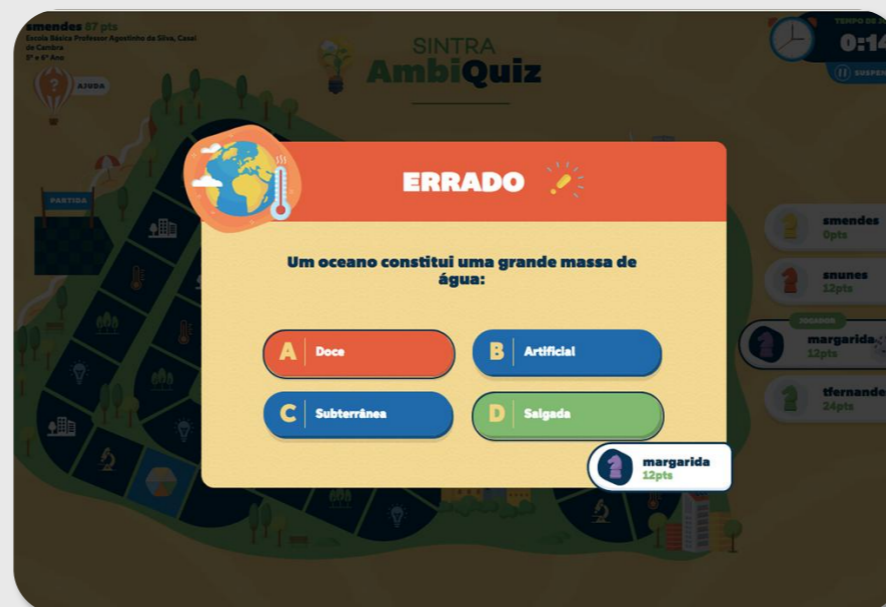 smendes 87 pts
Escola Básica Professor Agostinho da Silva, Casal
de Cambra
5º e 6º Ano
AJUDA
SINTRA
AmbiQuiz
TEMPO DE
0:14
PARTIDA
ERRADO
Um oceano constitui uma grande massa de
água:
A Doce
B Artificial
C Subterrânea
D Salgada
margarida
12pts
smendes
0pts
snunes
12pts
JOGADOR
margarida
12pts
tfernande
24pts